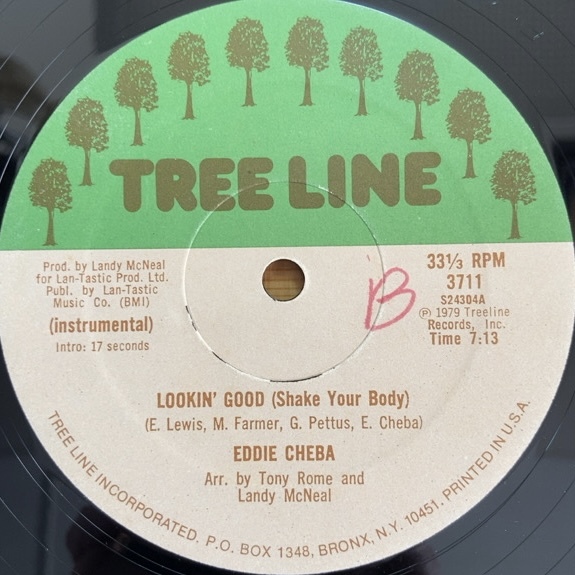 TREE LINE
Prod. by Landy McNeal
for Lan-Tastic Prod. Ltd.
Publ. by Lan-Tastic
Music Co. (BMI)
(instrumental)
Intro: 17 seconds
B
33⅓ RPM
3711
S24304A
℗ 1979 Treeline
Records, Inc.
Time 7:13
LOOKIN' GOOD (Shake Your Body)
(E. Lewis, M. Farmer, G. Pettus, E. Cheba)
EDDIE CHEBA
Arr. by Tony Rome and
Landy McNeal
TREE LINE INCORPORATED. P.O. BOX 1348, BRONX, N.Y. 10451. PRINTED IN U.S.A.